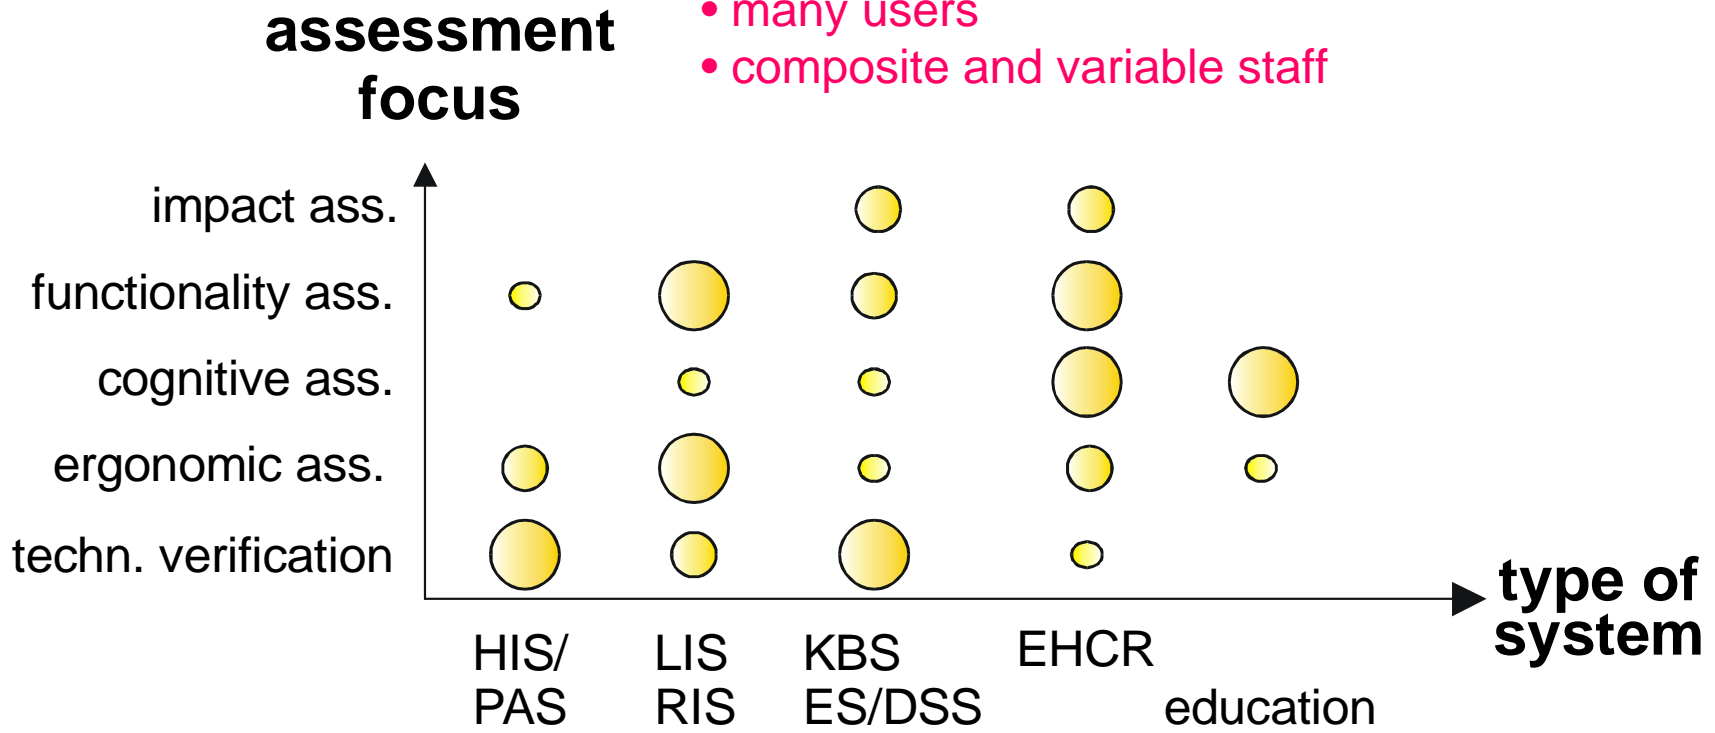 assessment
focus
• many users
• composite and variable staff
impact ass.
functionality ass.
cognitive ass.
ergonomic ass.
techn. verification
type of
system
HIS/
PAS
LIS
RIS
KBS
ES/DSS
EHCR
education